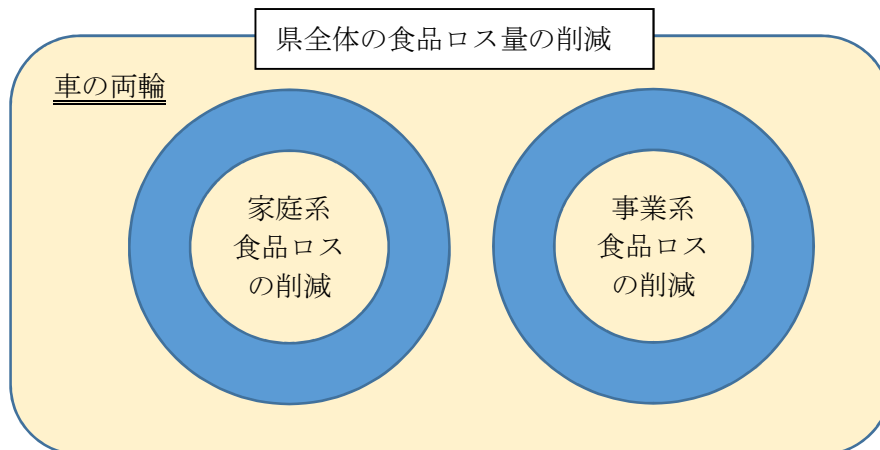 県全体の食品ロス量の削減
車の両輪
家庭系
食品ロス
の削減
事業系
食品ロス
の削減